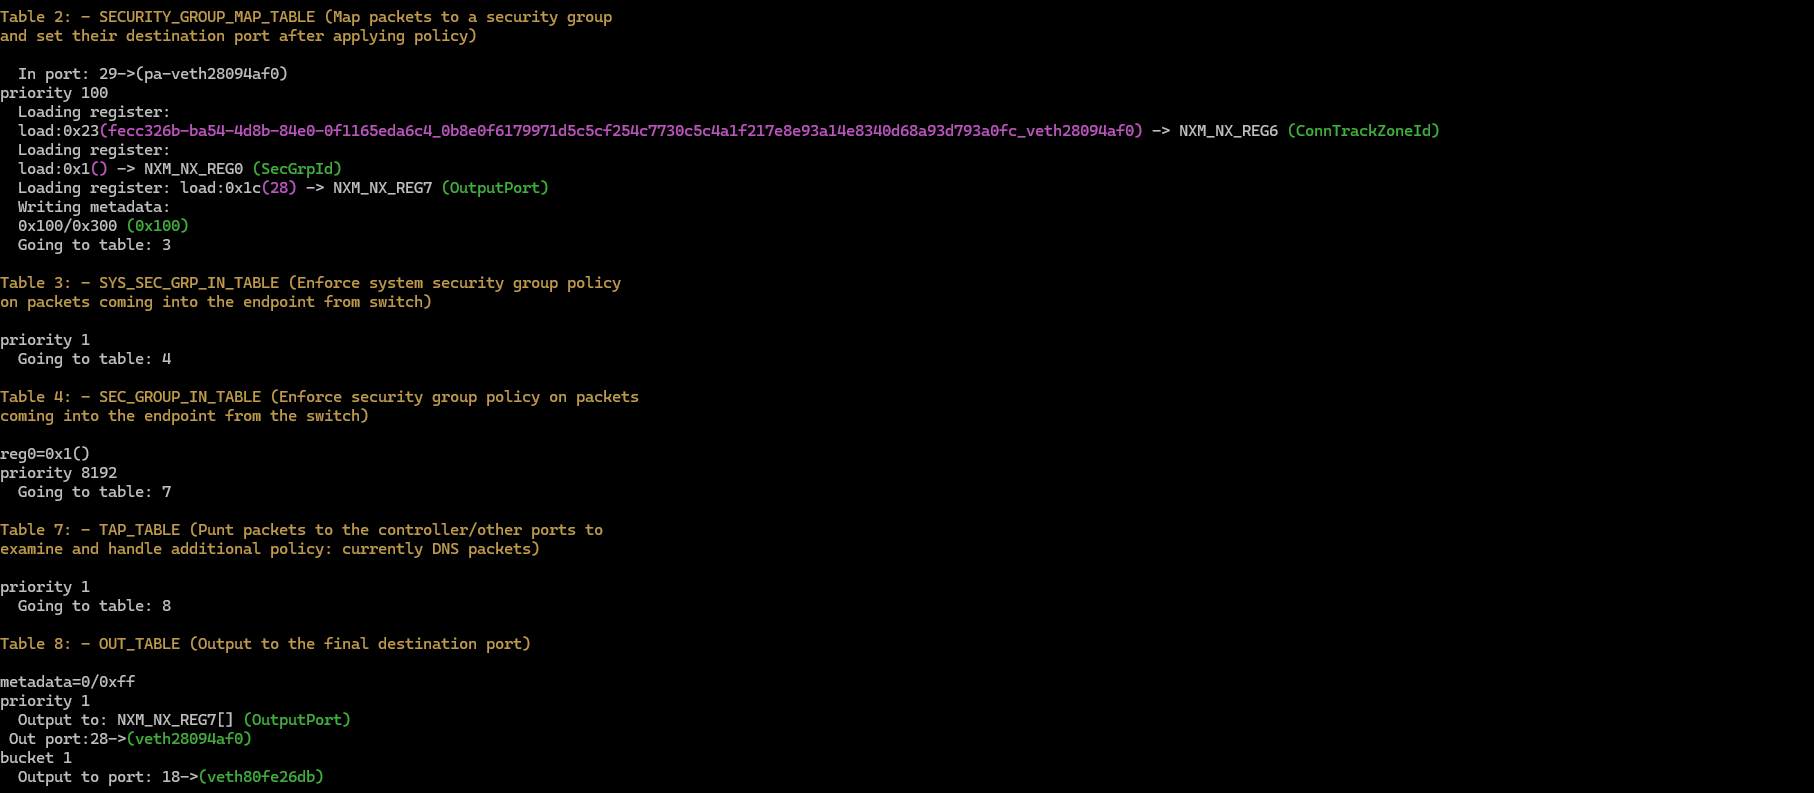 Table 2: - SECURITY_GROUP_MAP_TABLE (Map packets to a security group
and set their destination port after applying policy)
In port: 29->(pa-veth28094af0)
priority 100
Loading register:
load:0x23(fecc326b-ba54-4d8b-84e0-0f1165eda6c4_0b8e0f6179971d5c5cf254c7730c5c4a1f217e8e93a14e8340d68a93d793a0fc_veth28094af0) -> NXM_NX_REG6 (ConnTrackZoneId)
Loading register:
load:0x1() -> NXM_NX_REG0 (SecGrpId)
Loading register: load:0x1c(28) -> NXM_NX_REG7 (OutputPort)
Writing metadata:
0x100/0x300 (0x100)
Going to table: 3
Table 3: - SYS_SEC_GRP_IN_TABLE (Enforce system security group policy
on packets coming into the endpoint from switch)
priority 1
Going to table: 4
Table 4: - SEC_GROUP_IN_TABLE (Enforce security group policy on packets
coming into the endpoint from the switch)
reg0=0x1()
priority 8192
Going to table: 7
Table 7: - TAP_TABLE (Punt packets to the controller/other ports to
examine and handle additional policy: currently DNS packets)
priority 1
Going to table: 8
Table 8: - OUT_TABLE (Output to the final destination port)
metadata=0/0xff
priority 1
Output to: NXM_NX_REG7[] (OutputPort)
Out port:28->(veth28094af0)
bucket 1
Output to port: 18->(veth80fe26db)